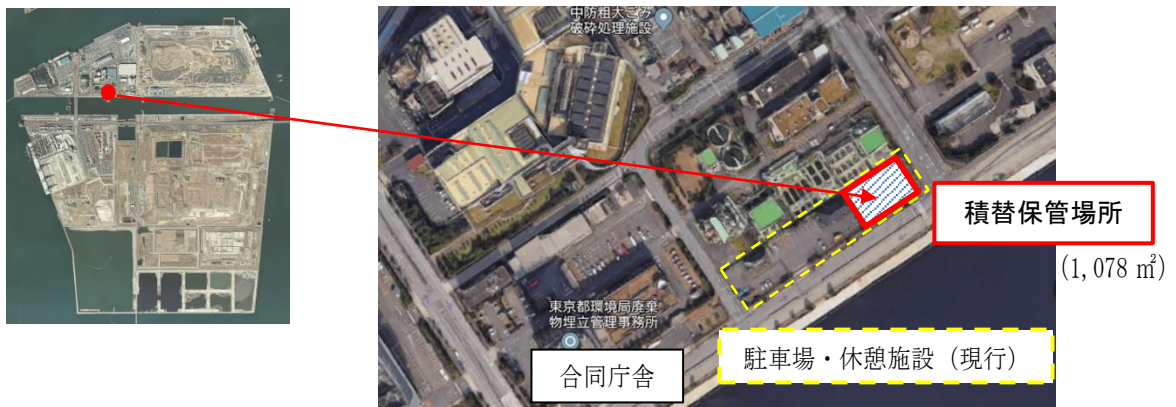 中防粗大ごみ
破砕処理施設
積替保管場所
(1,078 ㎡)
東京都環境局廃棄
物埋立管理事務所
駐車場・休憩施設（現行）
合同庁舎